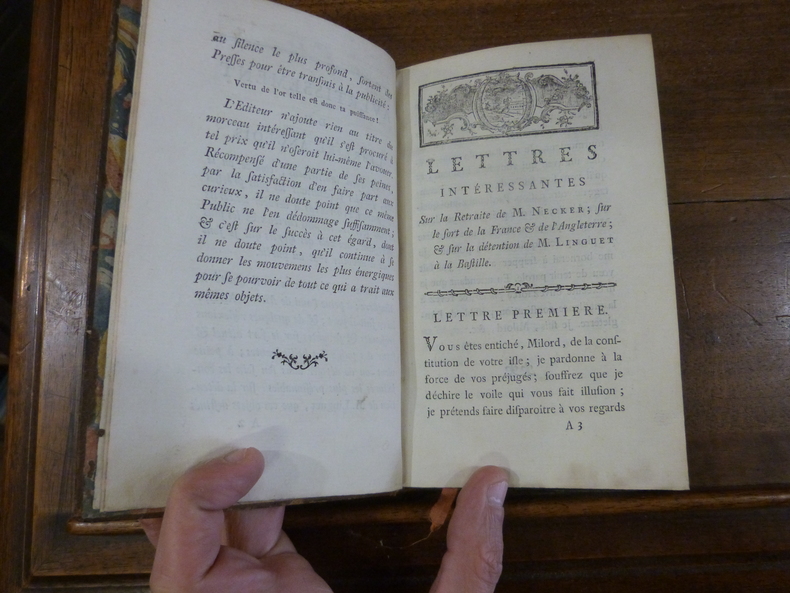 au ſilence le plus profond, ſortent des
Preſſes pour être tranſmis à la publicité:
Vertu de l'or telle eſt donc ta puiſſance!
L'Editeur n'ajoute rien au titre du
morceau intéreſſant qu'il s'eſt procuré à
tel prix qu'il n'oſeroit lui-même l'avouer.
Récompenſé d'une partie de ſes peines,
par la ſatisfaction d'en faire part aux
curieux, il ne doute point que ce même
Public ne l'en dédommage ſuffiſamment;
& c'eſt ſur le ſuccès à cet égard, dont
il ne doute point, qu'il continue à ſe
donner les mouvemens les plus énergiques
pour ſe pourvoir de tout ce qui a trait aux
mêmes objets.
LETTRES
INTÉRESSANTES
Sur la Retraite de M. NECKER; ſur
le ſort de la France & de l'Angleterre;
& ſur la détention de M. LINGUET
à la Baſtille.
LETTRE PREMIERE.
Vous êtes entiché, Milord, de la conſ-
titution de votre iſle; je pardonne à la
force de vos préjugés; ſouffrez que je
déchire le voile qui vous fait illuſion;
je prétends faire diſparoître à vos regards
A 3